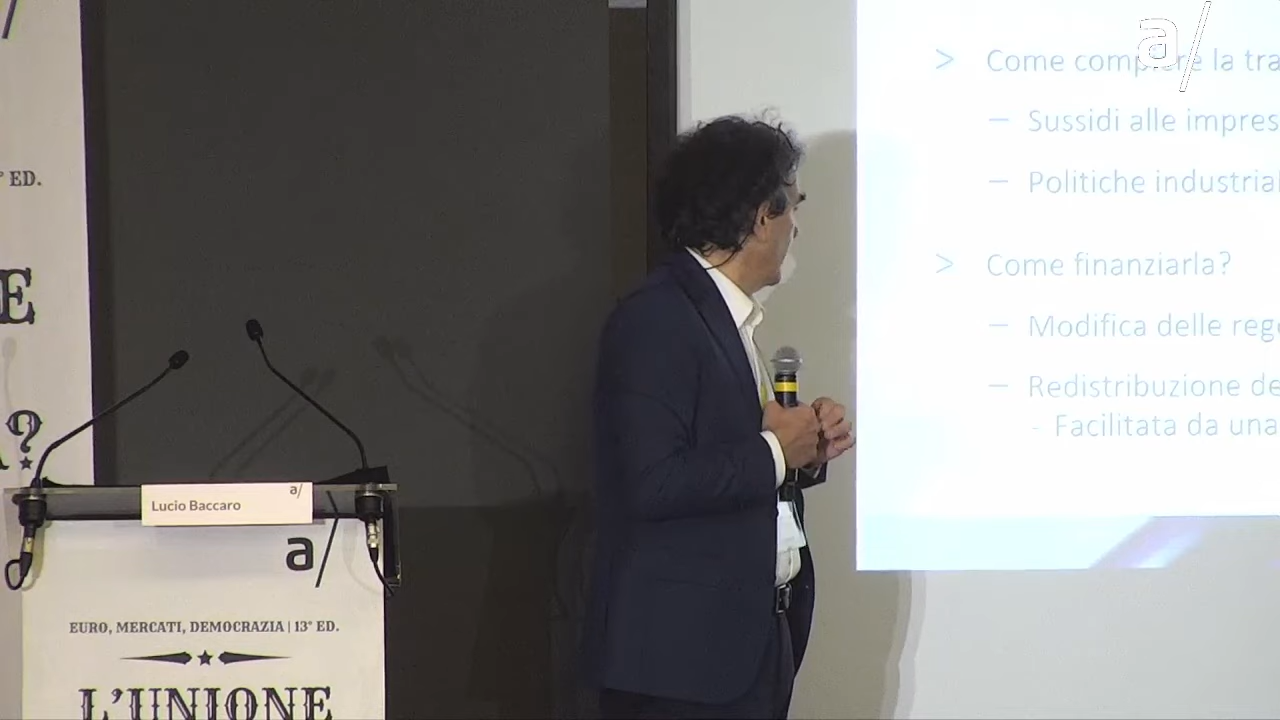 ° ED.
E
?
a/
Lucio Baccaro
a/
EURO, MERCATI, DEMOCRAZIA | 13° ED.
L'UNIONE
a/
> Come compiere la tra
– Sussidi alle impres
– Politiche industrial
> Come finanziarla?
– Modifica delle reg
– Redistribuzione de
- Facilitata da una